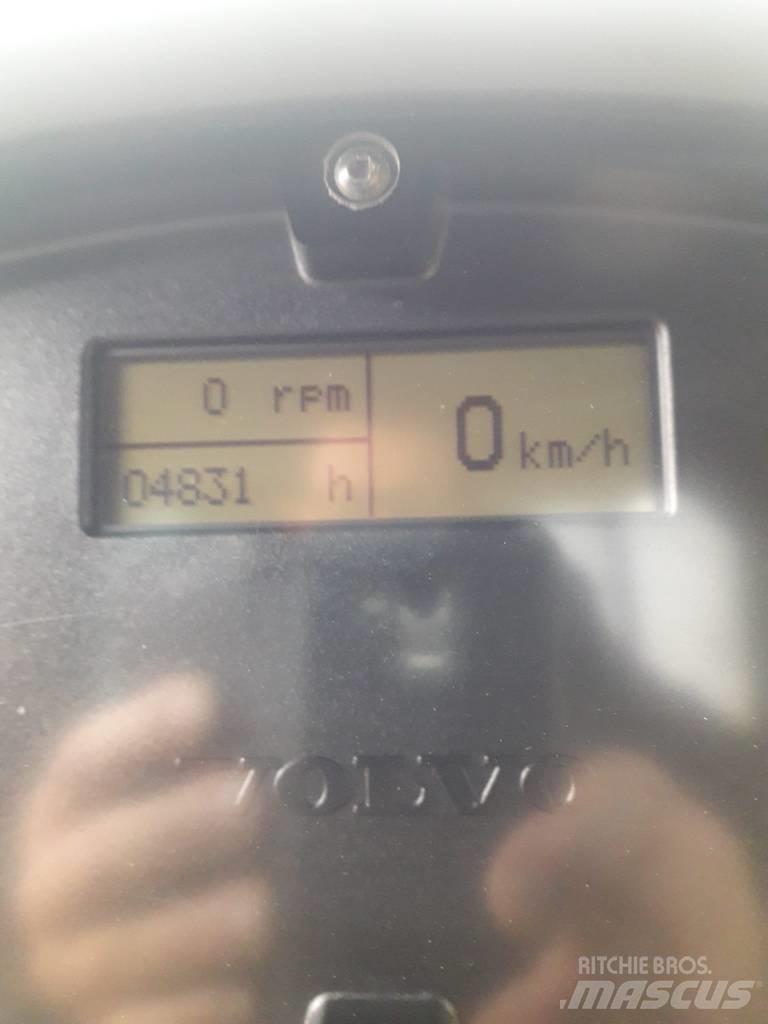 0 rpm
04831 h
0 km/h
VOLVO
RITCHIE BROS.
MASCUS